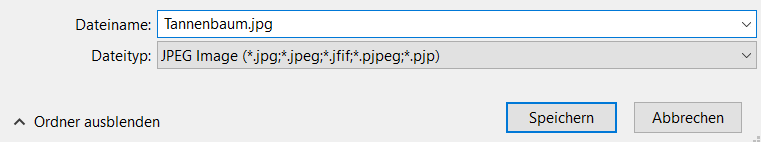 Dateiname: Tannenbaum.jpg
Dateityp: JPEG Image (*.jpg;*.jpeg;*.jfif;*.pjpeg;*.pjp)
Ordner ausblenden Speichern Abbrechen